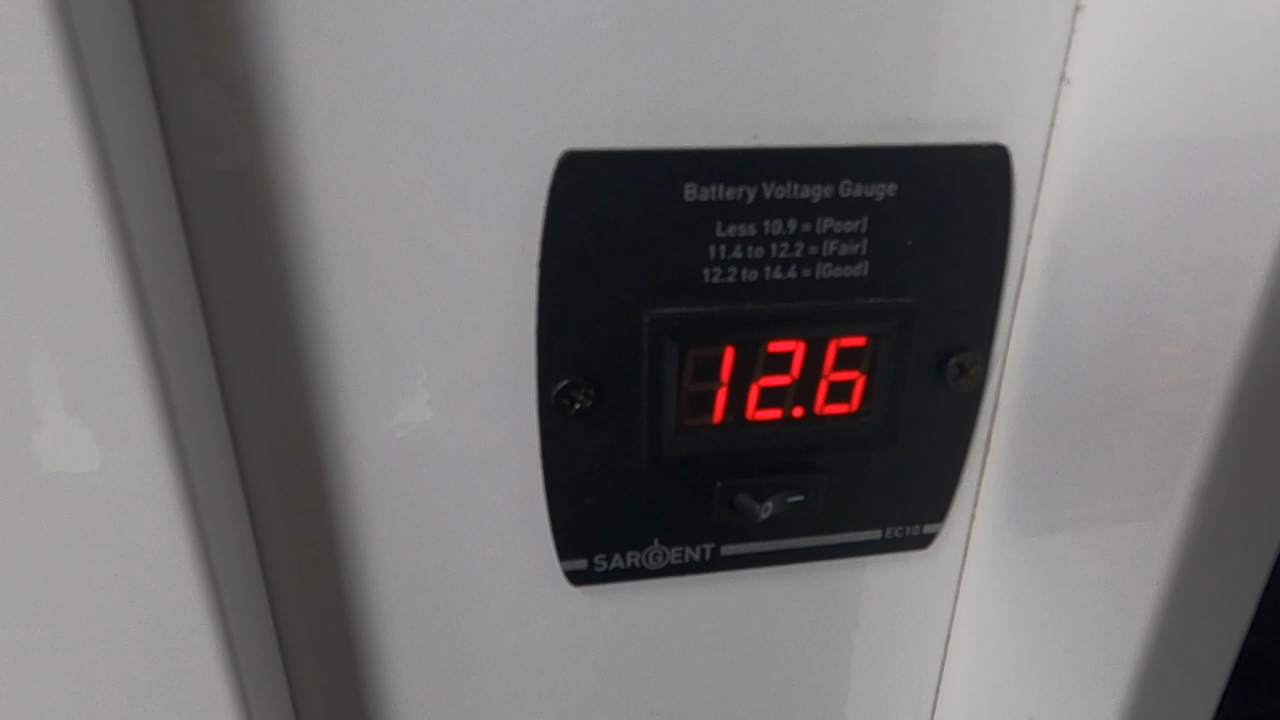 Battery Voltage Gauge
Less 10.9 = (Poor)
11.4 to 12.2 = (Fair)
12.2 to 14.4 = (Good)
12.6
SARGENT
EC10